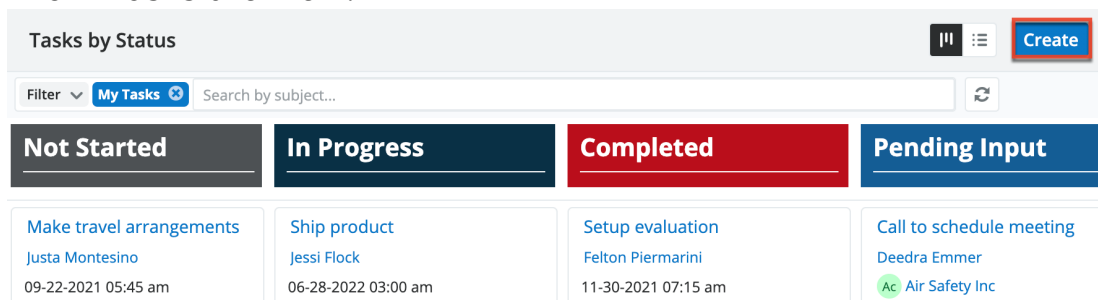 Tasks by Status
Create
Filter My Tasks Search by subject...
Not Started In Progress Completed Pending Input
Make travel arrangements Ship product Setup evaluation Call to schedule meeting
Justa Montesino Jessi Flock Felton Piermarini Deedra Emmer
09-22-2021 05:45 am 06-28-2022 03:00 am 11-30-2021 07:15 am Ac Air Safety Inc